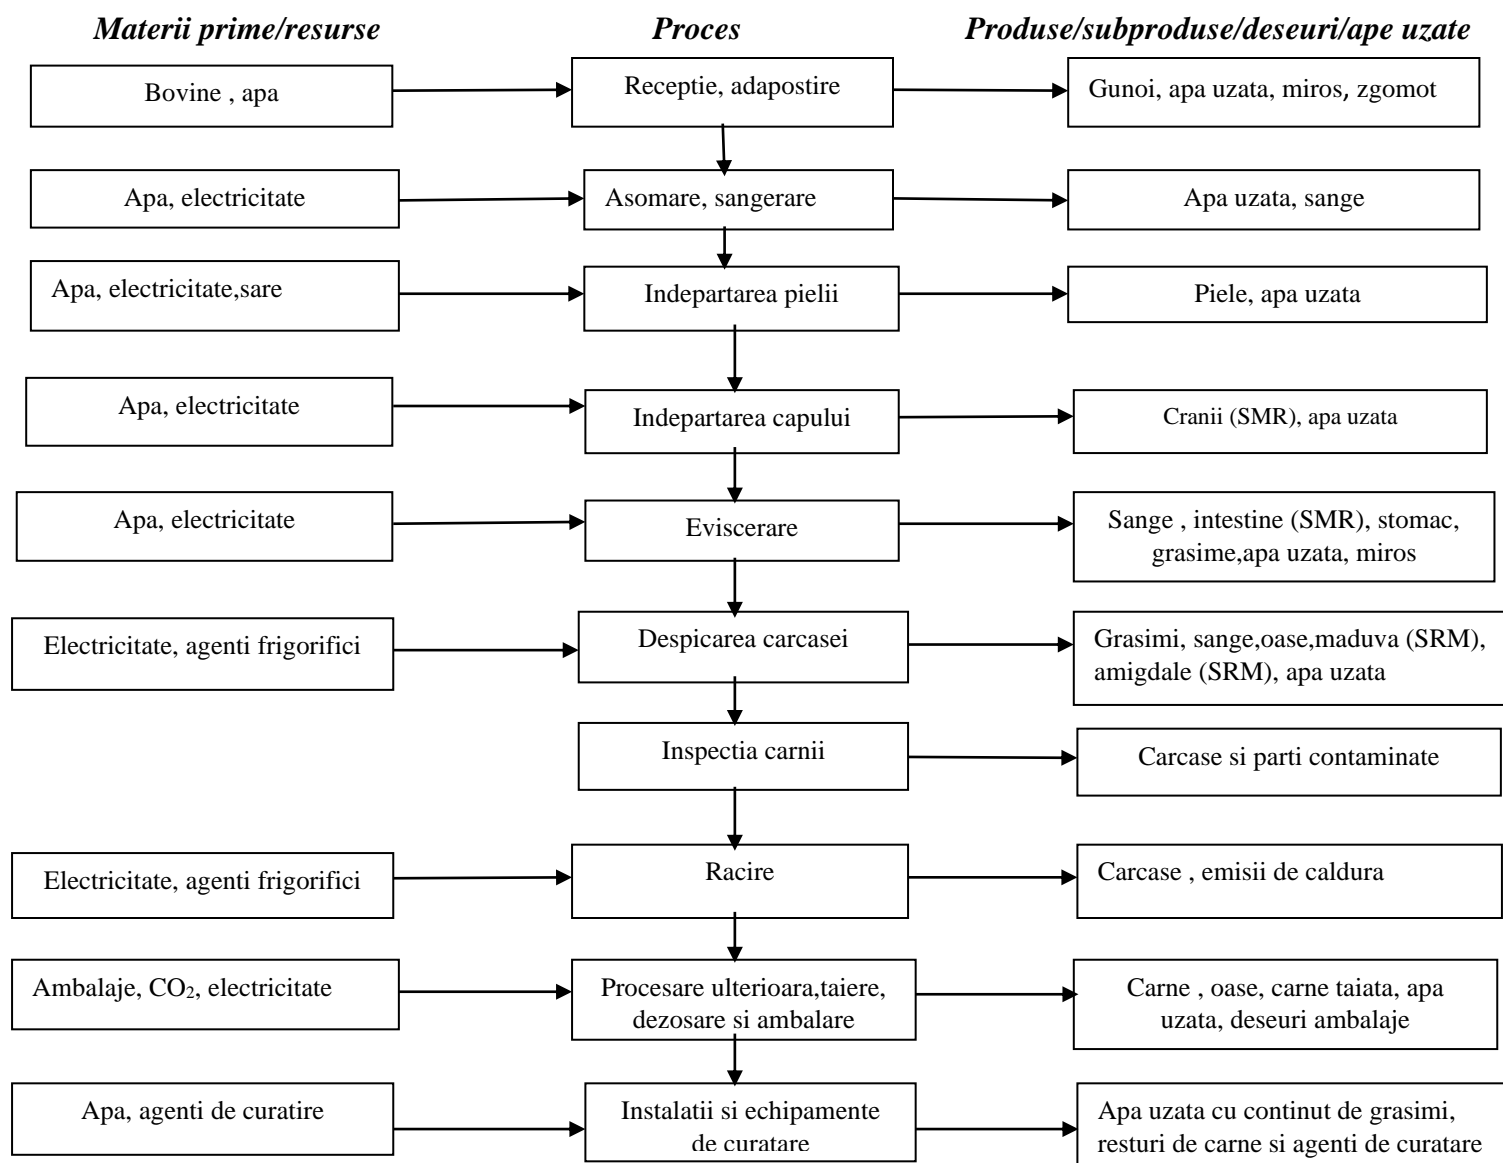 Materii prime/resurse
Proces
Produse/subproduse/deseuri/ape uzate
Bovine , apa
Receptie, adapostire
Gunoi, apa uzata, miros, zgomot
Apa, electricitate
Asomare, sangerare
Apa uzata, sange
Apa, electricitate,sare
Indepartarea pielii
Piele, apa uzata
Apa, electricitate
Indepartarea capului
Cranii (SMR), apa uzata
Apa, electricitate
Eviscerare
Sange , intestine (SMR), stomac,
grasime,apa uzata, miros
Electricitate, agenti frigorifici
Despicarea carcasei
Grasimi, sange,oase,maduva (SRM),
amigdale (SRM), apa uzata
Inspectia carnii
Carcase si parti contaminate
Electricitate, agenti frigorifici
Racire
Carcase , emisii de caldura
Ambalaje, CO₂, electricitate
Procesare ulterioara,taiere,
dezosare si ambalare
Carne , oase, carne taiata, apa
uzata, deseuri ambalaje
Apa, agenti de curatire
Instalatii si echipamente
de curatare
Apa uzata cu continut de grasimi,
resturi de carne si agenti de curatare